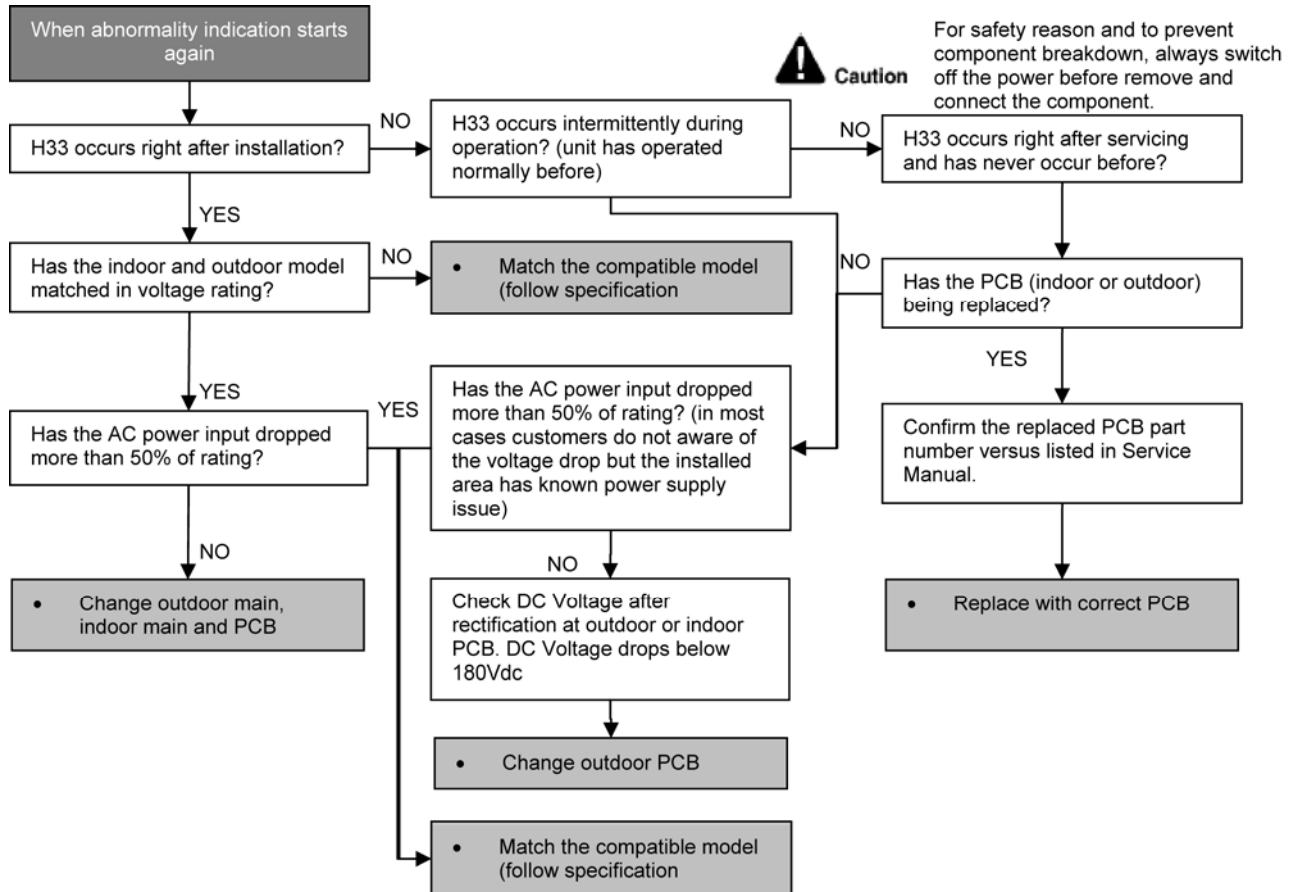 When abnormality indication starts
again
Caution
For safety reason and to prevent
component breakdown, always switch
off the power before remove and
connect the component.
H33 occurs right after installation?
NO
H33 occurs intermittently during
operation? (unit has operated
normally before)
NO
H33 occurs right after servicing
and has never occur before?
YES
Has the indoor and outdoor model
matched in voltage rating?
NO
• Match the compatible model
(follow specification
NO
Has the PCB (indoor or outdoor)
being replaced?
YES
YES
Has the AC power input dropped
more than 50% of rating?
YES
Has the AC power input dropped
more than 50% of rating? (in most
cases customers do not aware of
the voltage drop but the installed
area has known power supply
issue)
Confirm the replaced PCB part
number versus listed in Service
Manual.
NO
NO
• Change outdoor main,
indoor main and PCB
Check DC Voltage after
rectification at outdoor or indoor
PCB. DC Voltage drops below
180Vdc
• Replace with correct PCB
• Change outdoor PCB
• Match the compatible model
(follow specification